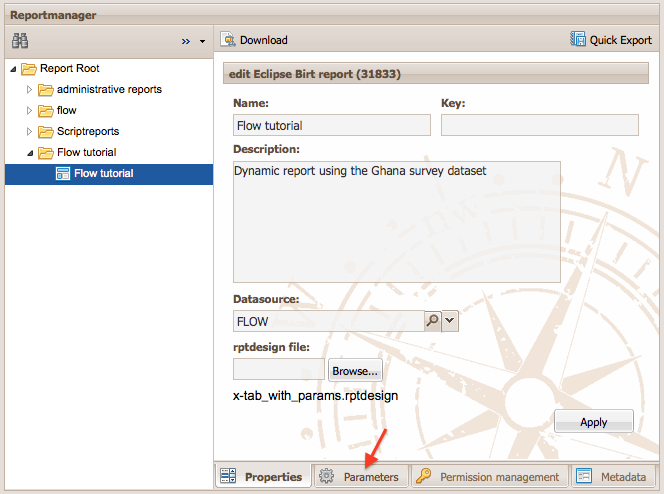 Reportmanager
»
Download
Quick Export
Report Root
administrative reports
flow
Scriptreports
Flow tutorial
Flow tutorial
edit Eclipse Birt report (31833)
Name:
Key:
Flow tutorial
Description:
Dynamic report using the Ghana survey dataset
Datasource:
FLOW
rptdesign file:
Browse...
x-tab_with_params.rptdesign
Apply
Properties
Parameters
Permission management
Metadata
N
N